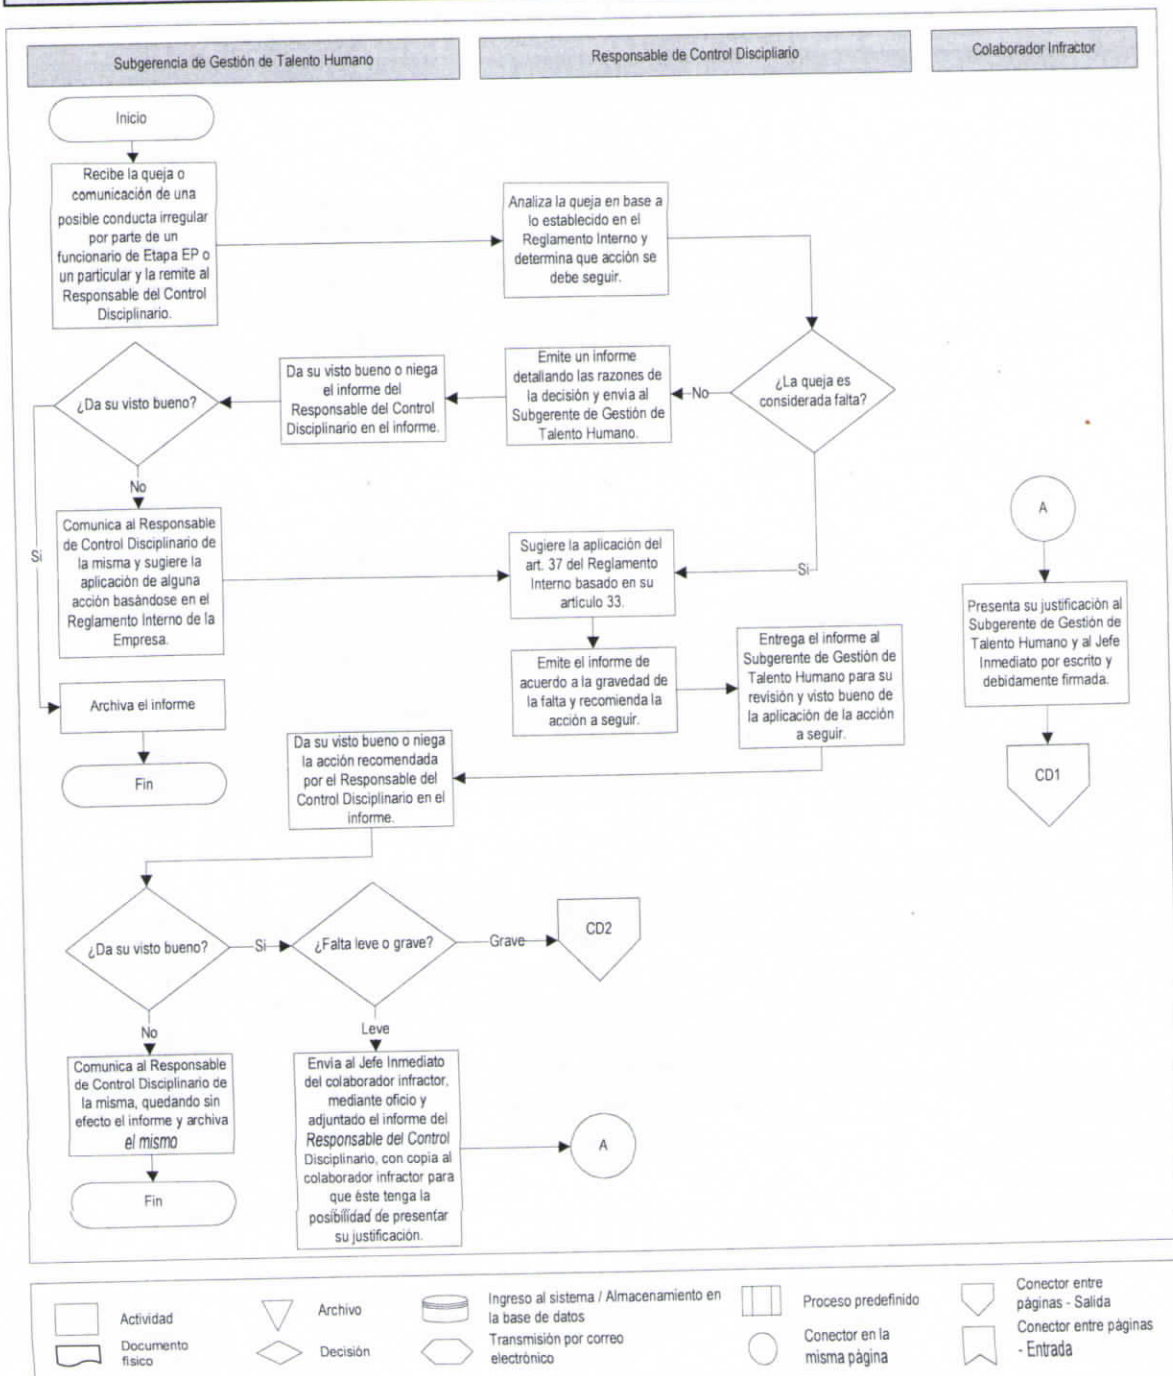 Subgerencia de Gestión de Talento Humano
Responsable de Control Discipliario
Colaborador Infractor
Inicio
Recibe la queja o
comunicación de una
posible conducta irregular
por parte de un
funcionario de Etapa EP o
un particular y la remite al
Responsable del Control
Disciplinario.
Analiza la queja en base a
lo establecido en el
Reglamento Interno y
determina que acción se
debe seguir.
¿La queja es
considerada falta?
No
Emite un informe
detallando las razones de
la decisión y envia al
Subgerente de Gestión de
Talento Humano.
Da su visto bueno o niega
el informe del
Responsable del Control
Disciplinario en el informe.
¿Da su visto bueno?
No
Si
Comunica al Responsable
de Control Disciplinario de
la misma y sugiere la
aplicación de alguna
acción basándose en el
Reglamento Interno de la
Empresa.
Archiva el informe
Fin
Si
Sugiere la aplicación del
art. 37 del Reglamento
Interno basado en su
articulo 33.
Emite el informe de
acuerdo a la gravedad de
la falta y recomienda la
acción a seguir.
Entrega el informe al
Subgerente de Gestión de
Talento Humano para su
revisión y visto bueno de
la aplicación de la acción
a seguir.
A
Presenta su justificación al
Subgerente de Gestión de
Talento Humano y al Jefe
Inmediato por escrito y
debidamente firmada.
CD1
Da su visto bueno o niega
la acción recomendada
por el Responsable del
Control Disciplinario en el
informe.
¿Da su visto bueno?
Si
¿Falta leve o grave?
Grave
CD2
No
Comunica al Responsable
de Control Disciplinario de
la misma, quedando sin
efecto el informe y archiva
el mismo
Fin
Leve
Envia al Jefe Inmediato
del colaborador infractor,
mediante oficio y
adjuntado el informe del
Responsable del Control
Disciplinario, con copia al
colaborador infractor para
que éste tenga la
posibilidad de presentar
su justificación.
A
Actividad
Documento
fisico
Archivo
Decisión
Ingreso al sistema / Almacenamiento en
la base de datos
Transmisión por correo
electrónico
Proceso predefinido
Conector en la
misma página
Conector entre
páginas - Salida
Conector entre páginas
- Entrada